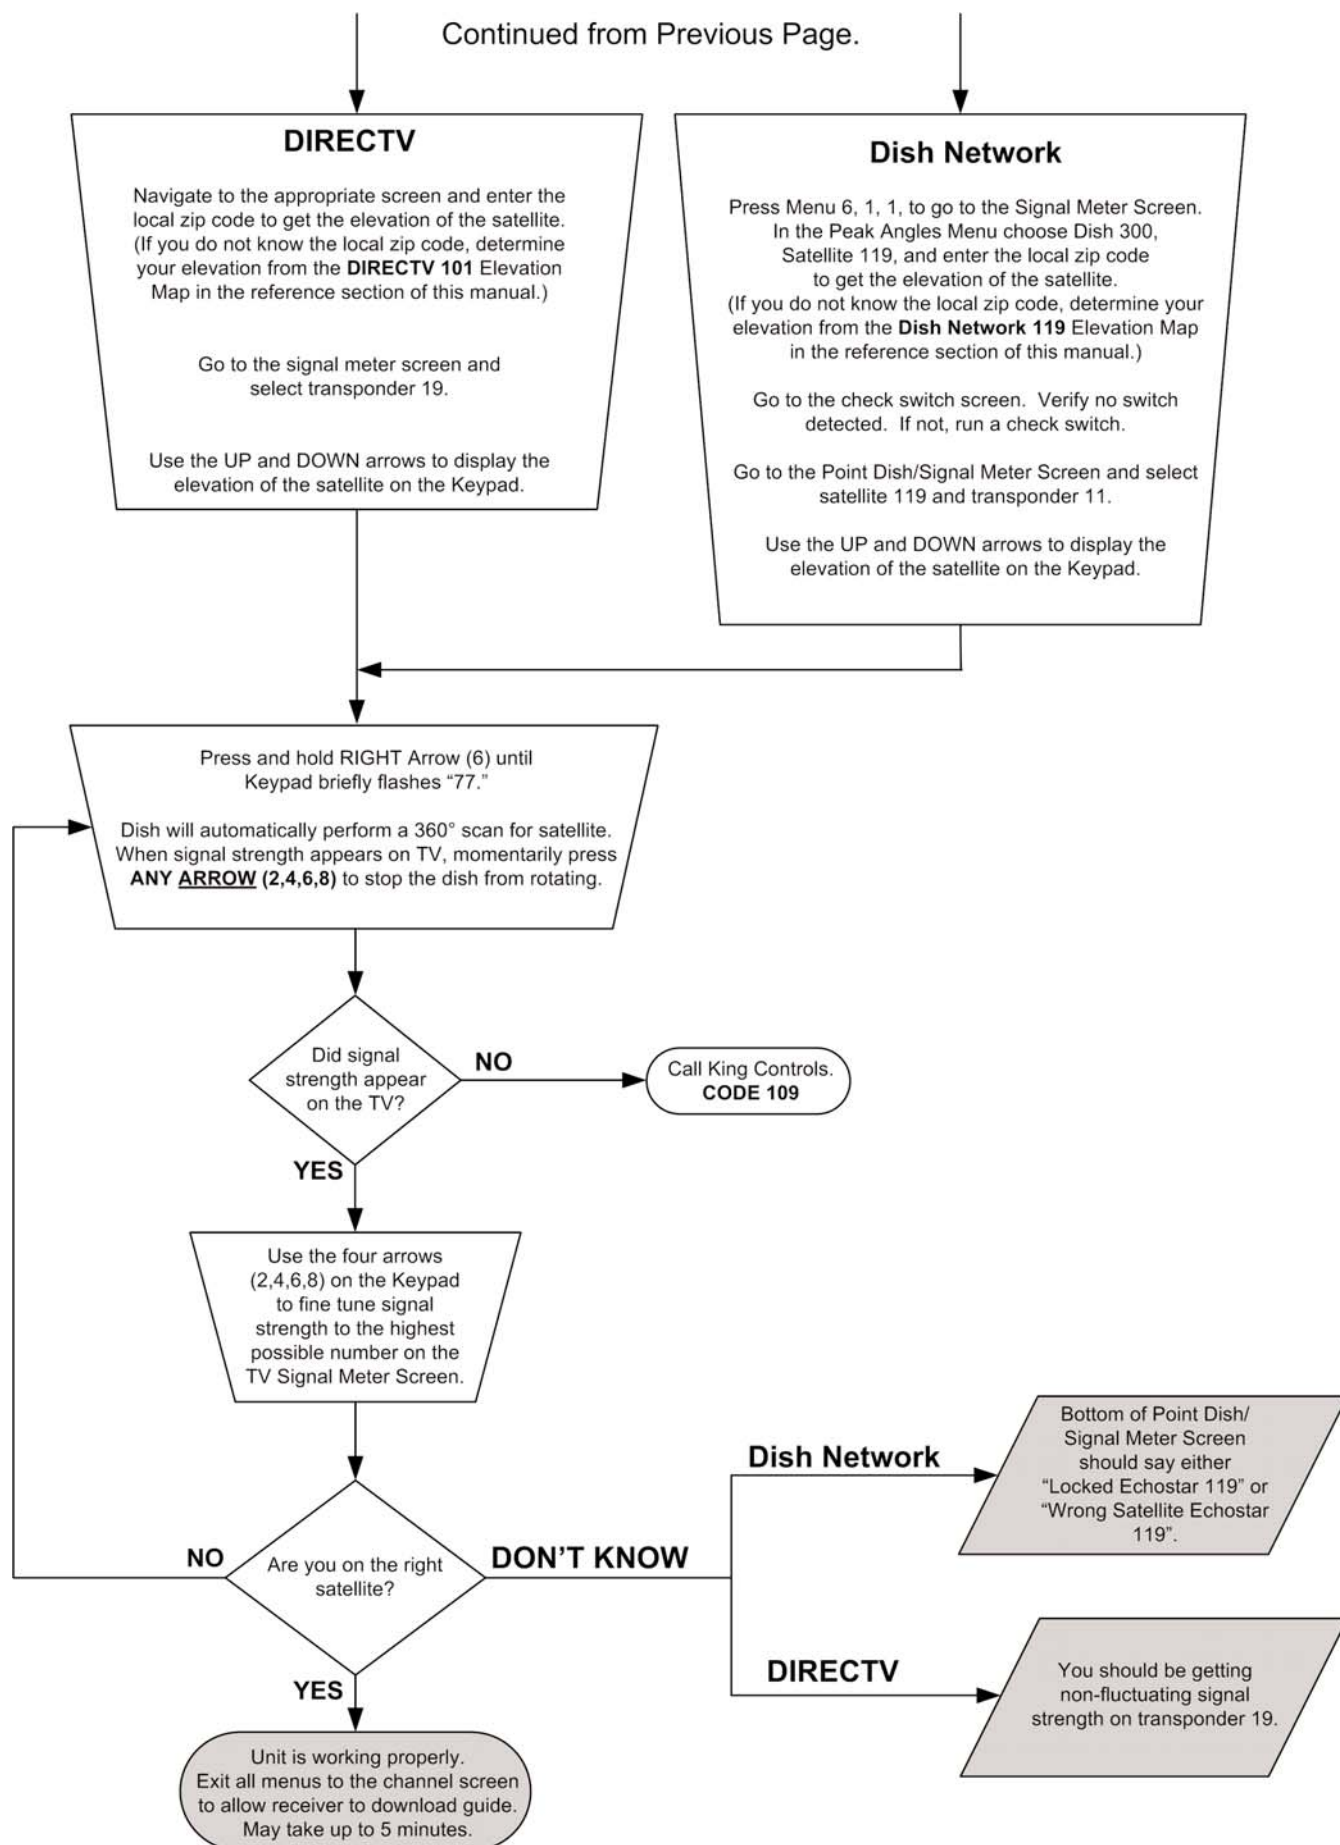 Continued from Previous Page.
DIRECTV
Navigate to the appropriate screen and enter the
local zip code to get the elevation of the satellite.
(If you do not know the local zip code, determine
your elevation from the DIRECTV 101 Elevation
Map in the reference section of this manual.)
Go to the signal meter screen and
select transponder 19.
Use the UP and DOWN arrows to display the
elevation of the satellite on the Keypad.
Dish Network
Press Menu 6, 1, 1, to go to the Signal Meter Screen.
In the Peak Angles Menu choose Dish 300,
Satellite 119, and enter the local zip code
to get the elevation of the satellite.
(If you do not know the local zip code, determine your
elevation from the Dish Network 119 Elevation Map
in the reference section of this manual.)
Go to the check switch screen. Verify no switch
detected. If not, run a check switch.
Go to the Point Dish/Signal Meter Screen and select
satellite 119 and transponder 11.
Use the UP and DOWN arrows to display the
elevation of the satellite on the Keypad.
Press and hold RIGHT Arrow (6) until
Keypad briefly flashes “77.”
Dish will automatically perform a 360° scan for satellite.
When signal strength appears on TV, momentarily press
ANY ARROW (2,4,6,8) to stop the dish from rotating.
Did signal
strength appear
on the TV?
NO
Call King Controls.
CODE 109
YES
Use the four arrows
(2,4,6,8) on the Keypad
to fine tune signal
strength to the highest
possible number on the
TV Signal Meter Screen.
Are you on the right
satellite?
NO
DON'T KNOW
Dish Network
Bottom of Point Dish/
Signal Meter Screen
should say either
“Locked Echostar 119” or
“Wrong Satellite Echostar
119”.
DIRECTV
You should be getting
non-fluctuating signal
strength on transponder 19.
YES
Unit is working properly.
Exit all menus to the channel screen
to allow receiver to download guide.
May take up to 5 minutes.